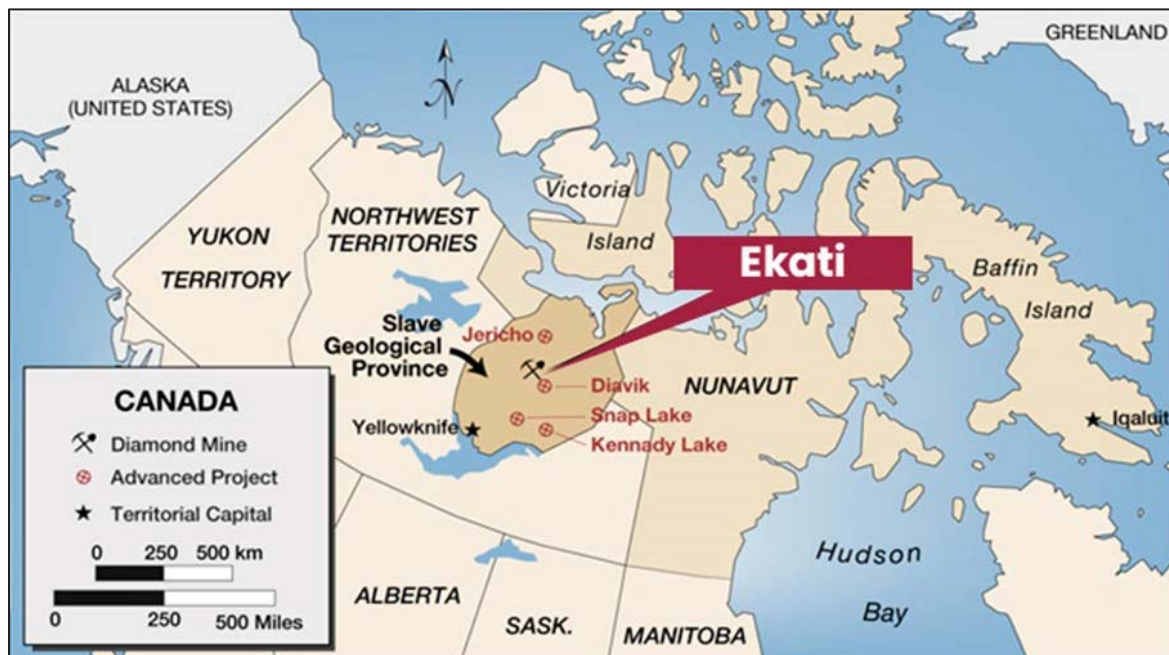 GREENLAND
ALASKA
(UNITED STATES)
N
Victoria
Island
YUKON
TERRITORY
NORTHWEST
TERRITORIES
Ekati
Baffin
Island
Slave
Geological
Province
Jericho
Diavik
NUNAVUT
Snap Lake
Yellowknife
Kennady Lake
Iqaluit
CANADA
Diamond Mine
Advanced Project
Territorial Capital
0 250 500 km
0 250 500 Miles
ALBERTA
SASK.
MANITOBA
Hudson
Bay